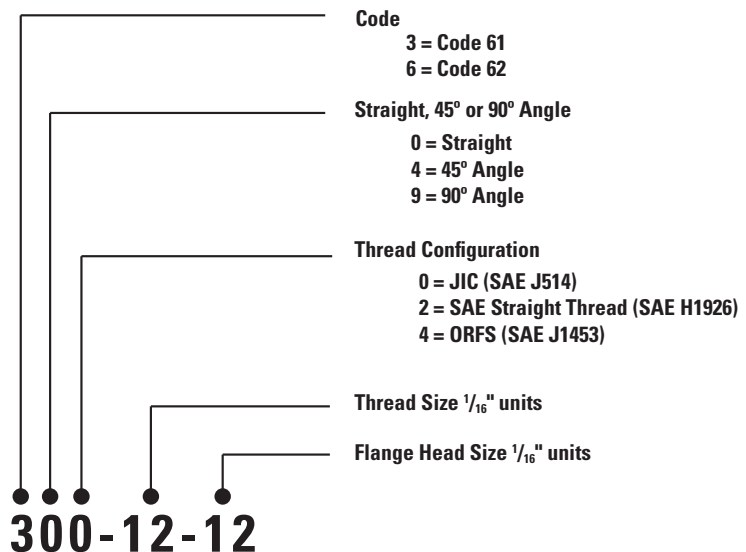 Code
3 = Code 61
6 = Code 62
Straight, 45º or 90º Angle
0 = Straight
4 = 45º Angle
9 = 90º Angle
Thread Configuration
0 = JIC (SAE J514)
2 = SAE Straight Thread (SAE H1926)
4 = ORFS (SAE J1453)
Thread Size 1/16" units
Flange Head Size 1/16" units
300-12-12